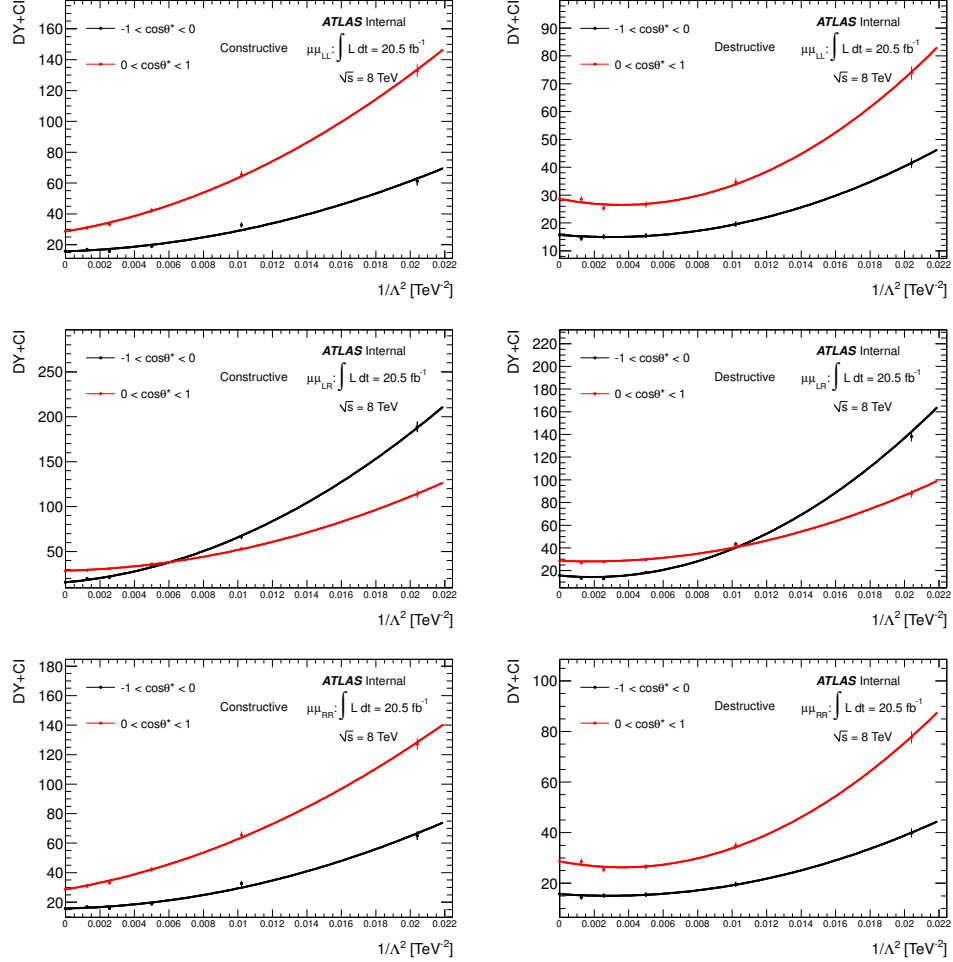 DY+CI
160
140
120
100
80
60
40
20
-1 < cosθ* < 0
0 < cosθ* < 1
Constructive
ATLAS Internal
μμLL: ∫ L dt = 20.5 fb-1
√s = 8 TeV
0 0.002 0.004 0.006 0.008 0.01 0.012 0.014 0.016 0.018 0.02 0.022
1/Λ2 [TeV-2]
DY+CI
90
80
70
60
50
40
30
20
10
-1 < cosθ* < 0
0 < cosθ* < 1
Destructive
ATLAS Internal
μμLL: ∫ L dt = 20.5 fb-1
√s = 8 TeV
0 0.002 0.004 0.006 0.008 0.01 0.012 0.014 0.016 0.018 0.02 0.022
1/Λ2 [TeV-2]
DY+CI
250
200
150
100
50
-1 < cosθ* < 0
0 < cosθ* < 1
Constructive
ATLAS Internal
μμLR: ∫ L dt = 20.5 fb-1
√s = 8 TeV
0 0.002 0.004 0.006 0.008 0.01 0.012 0.014 0.016 0.018 0.02 0.022
1/Λ2 [TeV-2]
DY+CI
220
200
180
160
140
120
100
80
60
40
20
-1 < cosθ* < 0
0 < cosθ* < 1
Destructive
ATLAS Internal
μμLR: ∫ L dt = 20.5 fb-1
√s = 8 TeV
0 0.002 0.004 0.006 0.008 0.01 0.012 0.014 0.016 0.018 0.02 0.022
1/Λ2 [TeV-2]
DY+CI
180
160
140
120
100
80
60
40
20
-1 < cosθ* < 0
0 < cosθ* < 1
Constructive
ATLAS Internal
μμRR: ∫ L dt = 20.5 fb-1
√s = 8 TeV
0 0.002 0.004 0.006 0.008 0.01 0.012 0.014 0.016 0.018 0.02 0.022
1/Λ2 [TeV-2]
DY+CI
100
80
60
40
20
-1 < cosθ* < 0
0 < cosθ* < 1
Destructive
ATLAS Internal
μμRR: ∫ L dt = 20.5 fb-1
√s = 8 TeV
0 0.002 0.004 0.006 0.008 0.01 0.012 0.014 0.016 0.018 0.02 0.022
1/Λ2 [TeV-2]